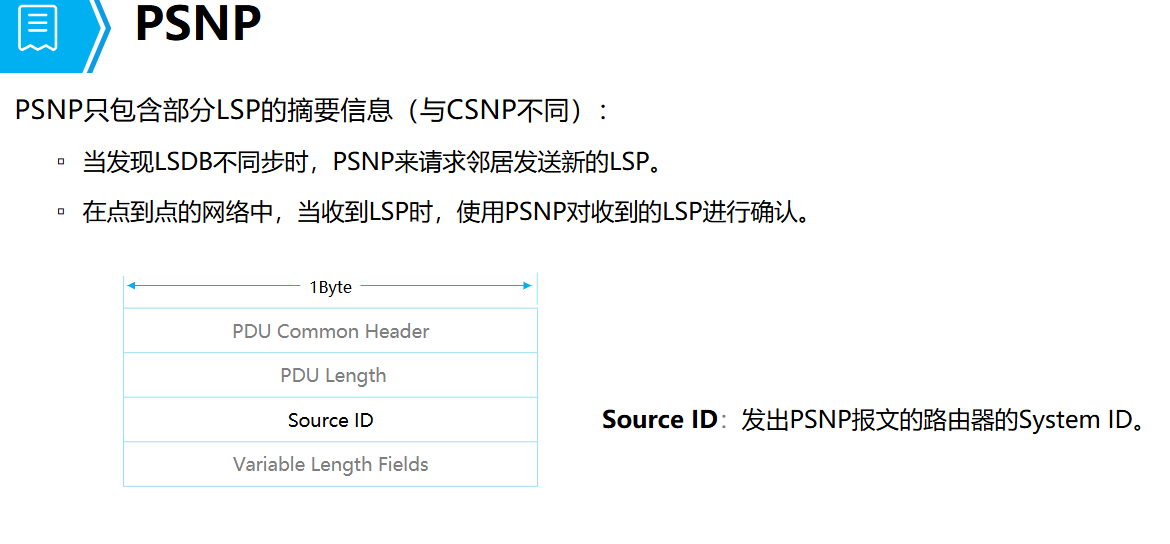 PSNP
PSNP只包含部分LSP的摘要信息（与CSNP不同）：
▫ 当发现LSDB不同步时，PSNP来请求邻居发送新的LSP。
▫ 在点到点的网络中，当收到LSP时，使用PSNP对收到的LSP进行确认。
1Byte
PDU Common Header
PDU Length
Source ID
Source ID：发出PSNP报文的路由器的System ID。
Variable Length Fields